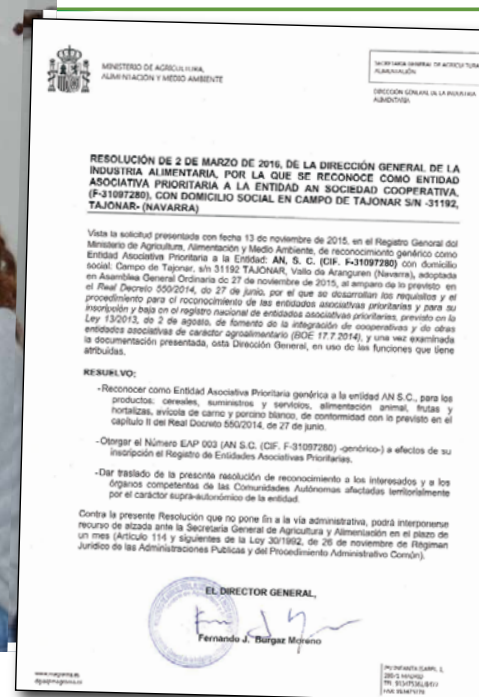 MINISTERIO DE AGRICULTURA,
ALIMENTACIÓN Y MEDIO AMBIENTE
SECRETARÍA GENERAL DE AGRICULTURA
ALIMENTACIÓN
DIRECCIÓN GENERAL DE LA INDUSTRIA
ALIMENTARIA
RESOLUCIÓN DE 2 DE MARZO DE 2016, DE LA DIRECCIÓN GENERAL DE LA
INDUSTRIA ALIMENTARIA, POR LA QUE SE RECONOCE COMO ENTIDAD
ASOCIATIVA PRIORITARIA A LA ENTIDAD AN SOCIEDAD COOPERATIVA,
(F-31097280), CON DOMICILIO SOCIAL EN CAMPO DE TAJONAR S/N -31192,
TAJONAR- (NAVARRA)
Vista la solicitud presentada con fecha 13 de noviembre de 2015, en el Registro General del
Ministerio de Agricultura, Alimentación y Medio Ambiente, de reconocimiento genérico como
Entidad Asociativa Prioritaria a la Entidad: AN, S. C. (CIF. F-31097280) con domicilio
social: Campo de Tajonar, s/n 31192 TAJONAR, Valle de Aranguren (Navarra), adoptada
en Asamblea General Ordinaria de 27 de noviembre de 2015, al amparo de lo previsto en
el Real Decreto 550/2014, de 27 de junio, por el que se desarrollan los requisitos y el
procedimiento para el reconocimiento de las entidades asociativas prioritarias y para su
inscripción y baja en el registro nacional de entidades asociativas prioritarias, previsto en la
Ley 13/2013, de 2 de agosto, de fomento de la integración de cooperativas y de otras
entidades asociativas de carácter agroalimentario (BOE 17.7.2014), y una vez examinada
la documentación presentada, esta Dirección General, en uso de las funciones que tiene
atribuidas.
RESUELVO:
-Reconocer como Entidad Asociativa Prioritaria genérica a la entidad AN S.C., para los
productos: cereales, suministros y servicios, alimentación animal, frutas y
hortalizas, avícola de carne y porcino blanco, de conformidad con lo previsto en el
capítulo II del Real Decreto 550/2014, de 27 de junio.
-Otorgar el Número EAP 003 (AN S.C. (CIF. F-31097280) -genérico-) a efectos de su
inscripción el Registro de Entidades Asociativas Prioritarias.
-Dar traslado de la presente resolución de reconocimiento a los interesados y a los
órganos competentes de las Comunidades Autónomas afectadas territorialmente
por el carácter supra-autonómico de la entidad.
Contra la presente Resolución que no pone fin a la vía administrativa, podrá interponerse
recurso de alzada ante la Secretaría General de Agricultura y Alimentación en el plazo de
un mes (Artículo 114 y siguientes de la Ley 30/1992, de 26 de noviembre de Régimen
Jurídico de las Administraciones Publicas y del Procedimiento Administrativo Común).
EL DIRECTOR GENERAL,
Fernando J. Burgaz Moreno
www.magrama.es
Pº INFANTA ISABEL, 1